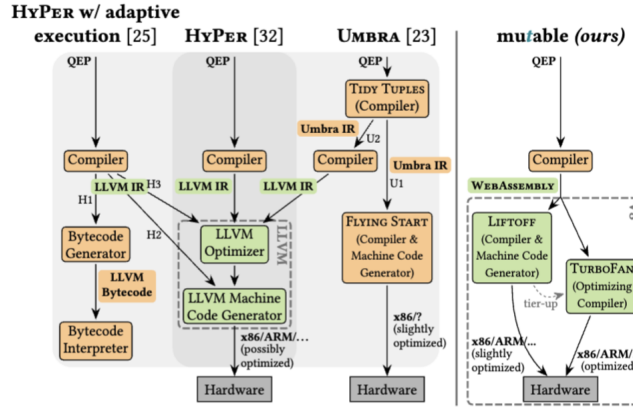 HYPER w/ adaptive
execution [25]
HYPER [32]
UMBRA [23]
mutable (ours)
QEP
QEP
QEP
QEP
TIDY TUPLES
(Compiler)
Umbra IR
U2
Compiler
Compiler
Compiler
Umbra IR
Compiler
LLVM IR
H3
LLVM IR
LLVM IR
U1
WEBASSEMBLY
H1
H2
Bytecode
Generator
LLVM
Optimizer
LLVM
FLYING START
(Compiler &
Machine Code
Generator)
LIFTOFF
(Compiler &
Machine Code
Generator)
TURBOFAN
(Optimizing
Compiler)
tier-up
LLVM
Bytecode
LLVM Machine
Code Generator
Bytecode
Interpreter
x86/ARM/...
(possibly
optimized)
x86/?
(slightly
optimized)
x86/ARM/...
(slightly
optimized)
x86/ARM/
(optimized
Hardware
Hardware
Hardware